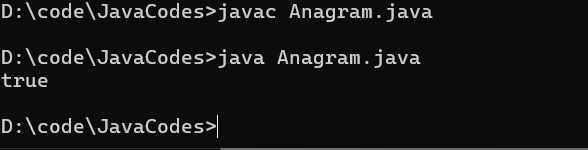 D:\code\JavaCodes>javac Anagram.java
D:\code\JavaCodes>java Anagram.java
true
D:\code\JavaCodes>